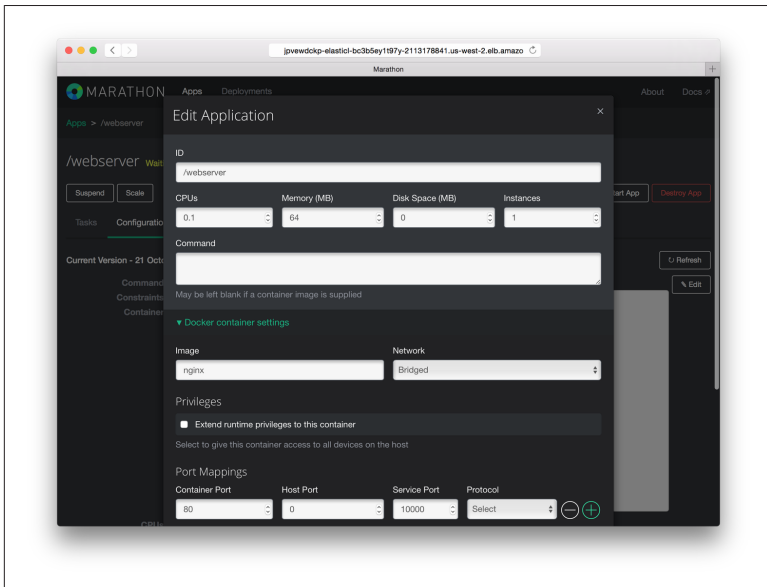 jpvewdckp-elasticl-bc3b5ey1t97y-2113178841.us-west-2.elb.amazo
Marathon
MARATHON Apps Deployments About Docs
Apps > /webserver
Edit Application
ID
/webserver
/webserver
Suspend Scale Destroy App
CPUs Memory (MB) Disk Space (MB) Instances
0.1 64 0 1
Tasks
Command
Current Version - 21 Octo
Refresh
Edit
Command
Constraints
Container
May be left blank if a container image is supplied
Docker container settings
Image Network
nginx Bridged
Privileges
Extend runtime privileges to this container
Select to give this container access to all devices on the host
Port Mappings
Container Port Host Port Service Port Protocol
80 0 10000 Select